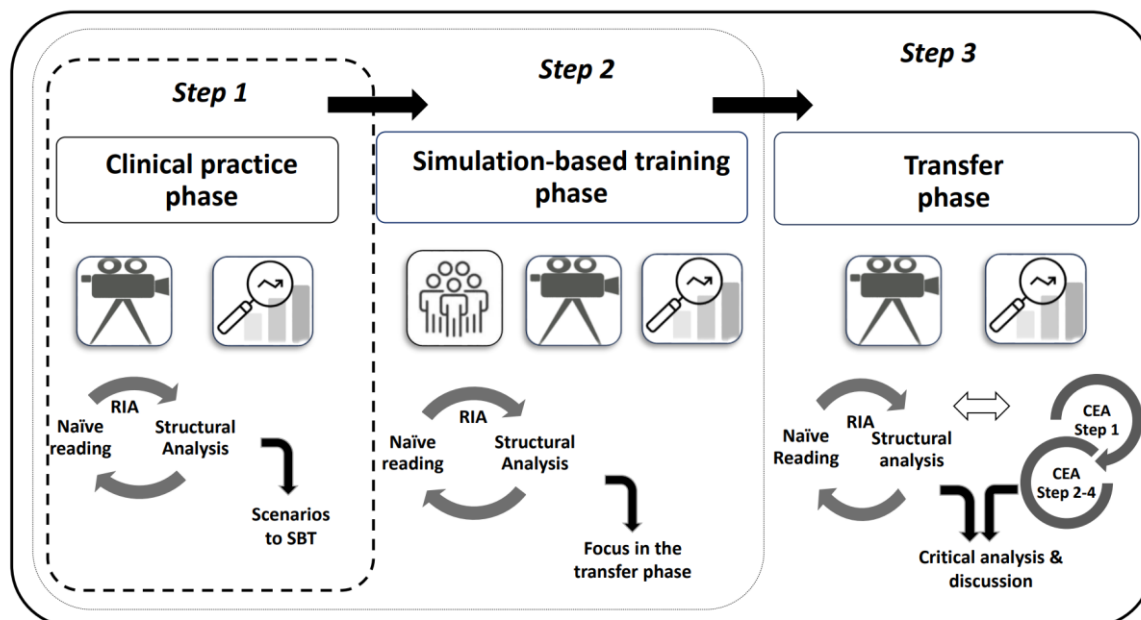 Step 1
Step 2
Step 3
Clinical practice
phase
Simulation-based training
phase
Transfer
phase
RIA
Naïve
reading
Structural
Analysis
Scenarios
to SBT
RIA
Naïve
reading
Structural
Analysis
Focus in the
transfer phase
RIA
Naïve
Reading
Structural
analysis
CEA
Step 1
CEA
Step 2-4
Critical analysis &
discussion